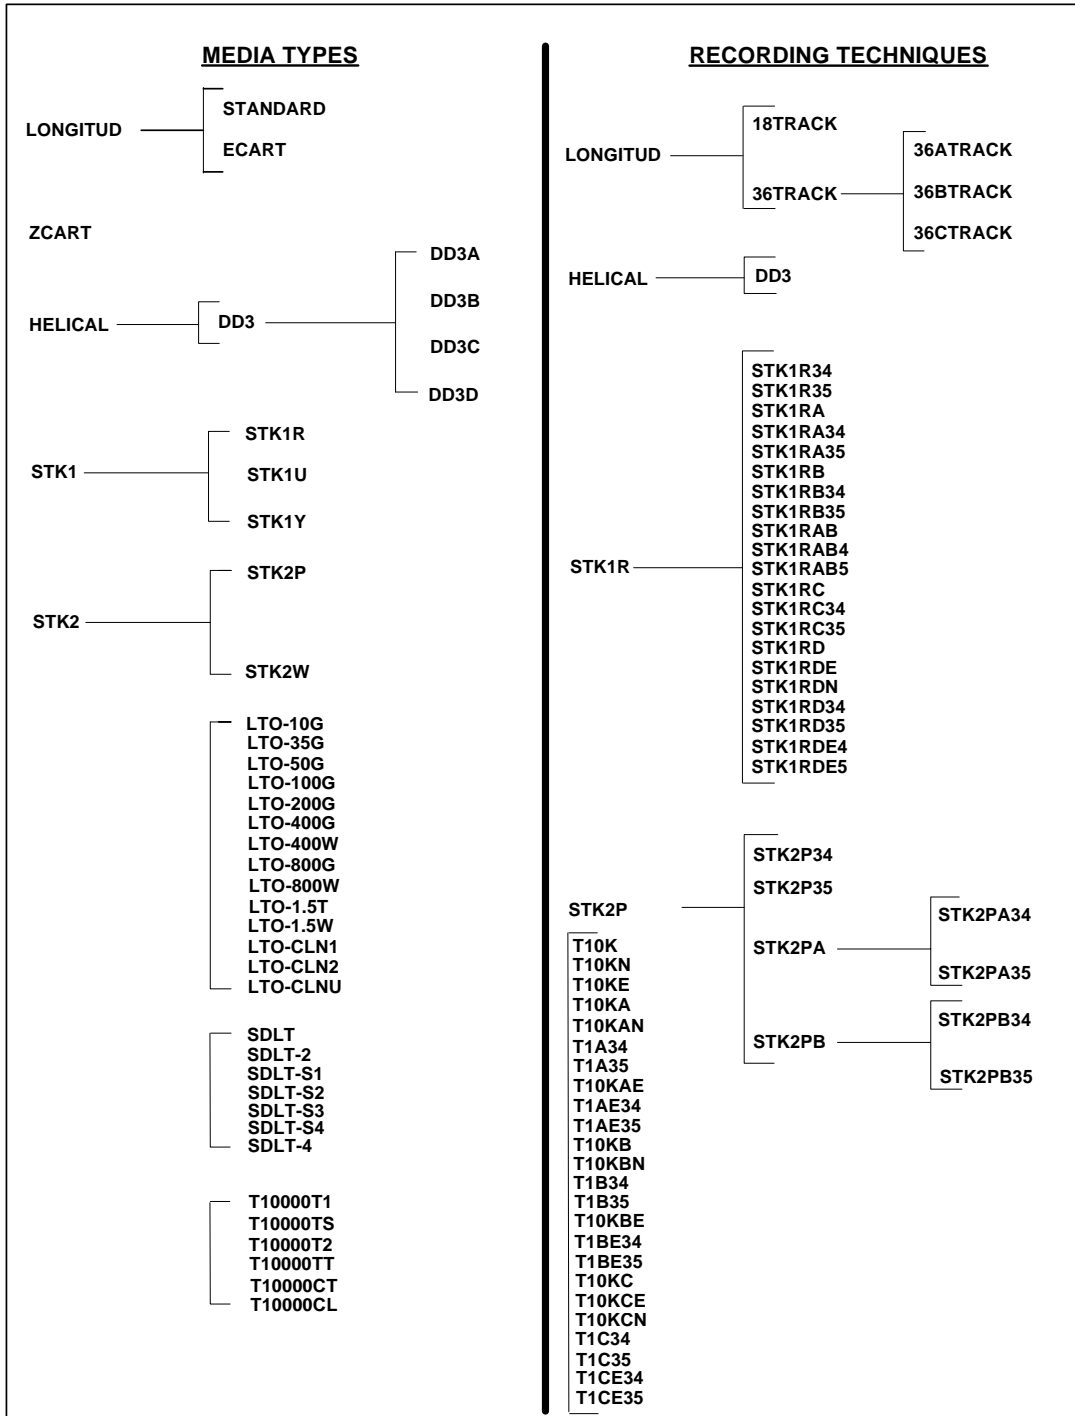 MEDIA TYPES
LONGITUD
STANDARD
ECART
ZCART
HELICAL
DD3
DD3A
DD3B
DD3C
DD3D
STK1
STK1R
STK1U
STK1Y
STK2
STK2P
STK2W
LTO-10G
LTO-35G
LTO-50G
LTO-100G
LTO-200G
LTO-400G
LTO-400W
LTO-800G
LTO-800W
LTO-1.5T
LTO-1.5W
LTO-CLN1
LTO-CLN2
LTO-CLNU
SDLT
SDLT-2
SDLT-S1
SDLT-S2
SDLT-S3
SDLT-S4
SDLT-4
T10000T1
T10000TS
T10000T2
T10000TT
T10000CT
T10000CL
RECORDING TECHNIQUES
LONGITUD
18TRACK
36TRACK
36ATRACK
36BTRACK
36CTRACK
HELICAL
DD3
STK1R
STK1R34
STK1R35
STK1RA
STK1RA34
STK1RA35
STK1RB
STK1RB34
STK1RB35
STK1RAB
STK1RAB4
STK1RAB5
STK1RC
STK1RC34
STK1RC35
STK1RD
STK1RDE
STK1RDN
STK1RD34
STK1RD35
STK1RDE4
STK1RDE5
STK2P
STK2P34
STK2P35
STK2PA
STK2PA34
STK2PA35
STK2PB
STK2PB34
STK2PB35
T10K
T10KN
T10KE
T10KA
T10KAN
T1A34
T1A35
T10KAE
T1AE34
T1AE35
T10KB
T10KBN
T1B34
T1B35
T10KBE
T1BE34
T1BE35
T10KC
T10KCE
T10KCN
T1C34
T1C35
T1CE34
T1CE35